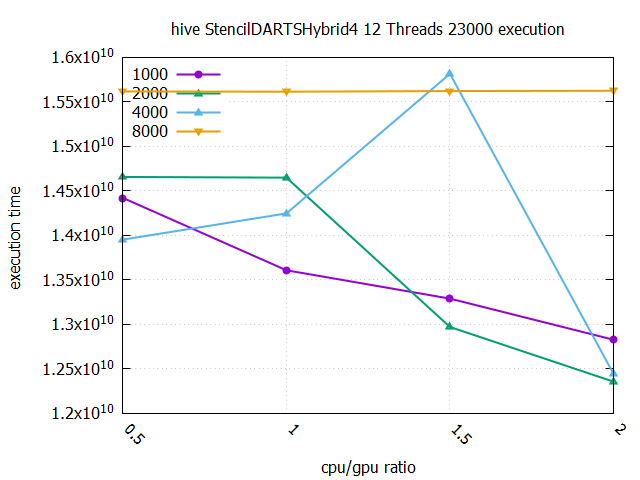 hive StencilDARTSHybrid4 12 Threads 23000 execution
1.6x10^10
1.55x10^10
1.5x10^10
1.45x10^10
1.4x10^10
1.35x10^10
1.3x10^10
1.25x10^10
1.2x10^10
execution time
1000
2000
4000
8000
0.5
1
1.5
2
cpu/gpu ratio